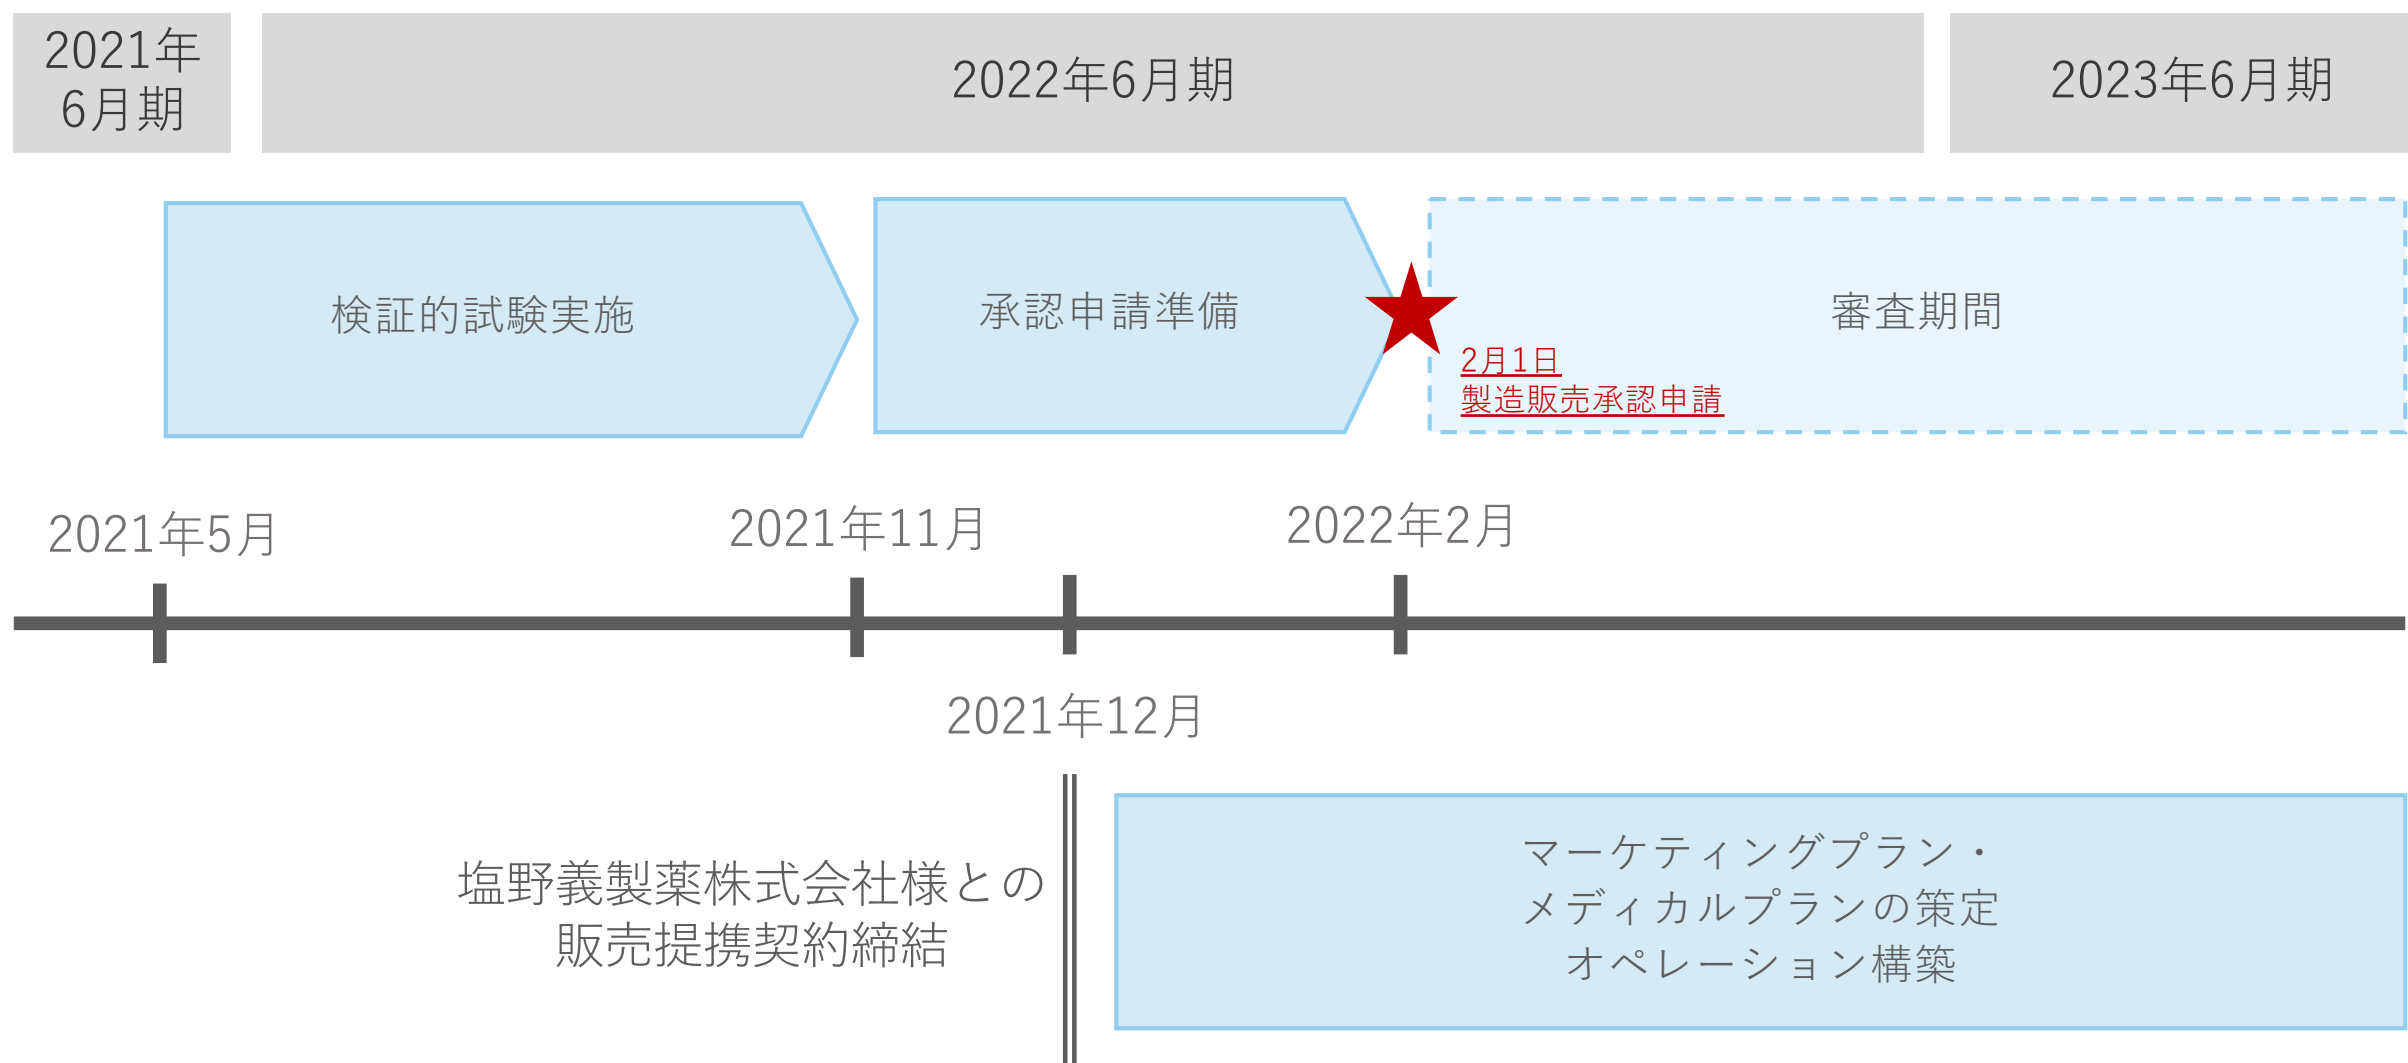 2021年
6月期
2022年6月期
2023年6月期
検証的試験実施
承認申請準備
審査期間
2月1日
製造販売承認申請
2021年5月
2021年11月
2022年2月
2021年12月
塩野義製薬株式会社様との
販売提携契約締結
マーケティングプラン・
メディカルプランの策定
オペレーション構築